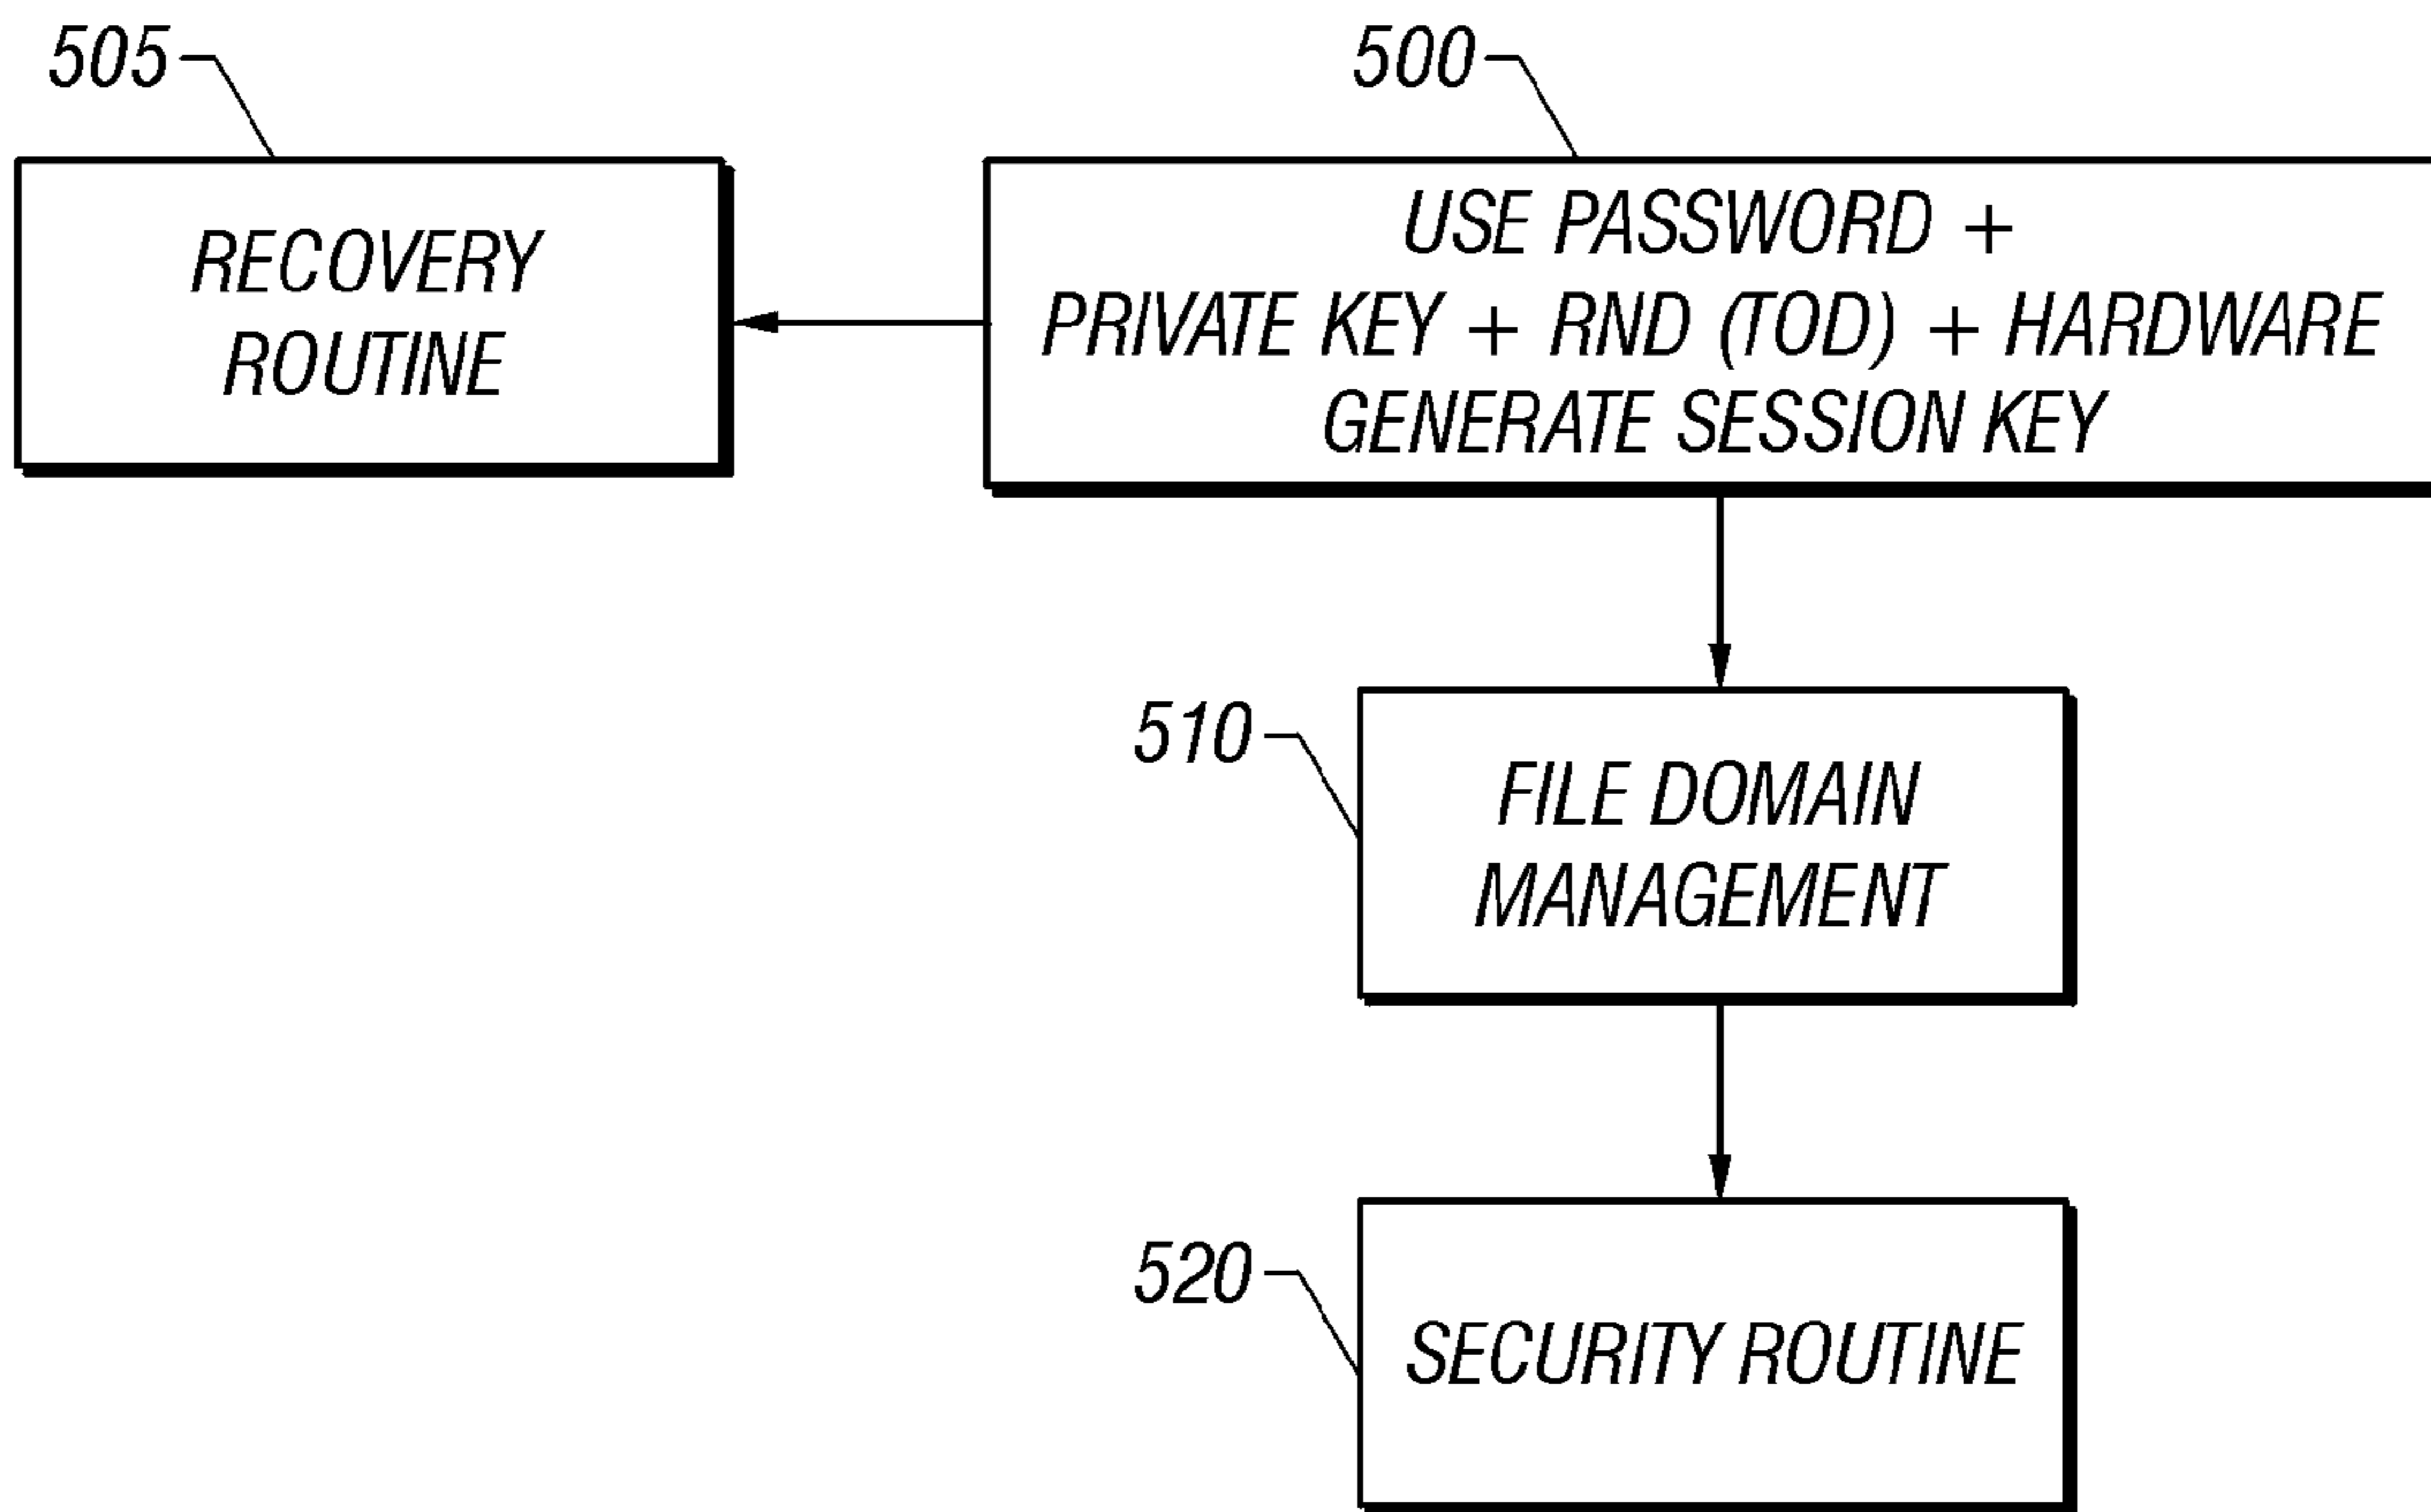 505
500
RECOVERY
ROUTINE
USE PASSWORD +
PRIVATE KEY + RND (TOD) + HARDWARE
GENERATE SESSION KEY
510
FILE DOMAIN
MANAGEMENT
520
SECURITY ROUTINE